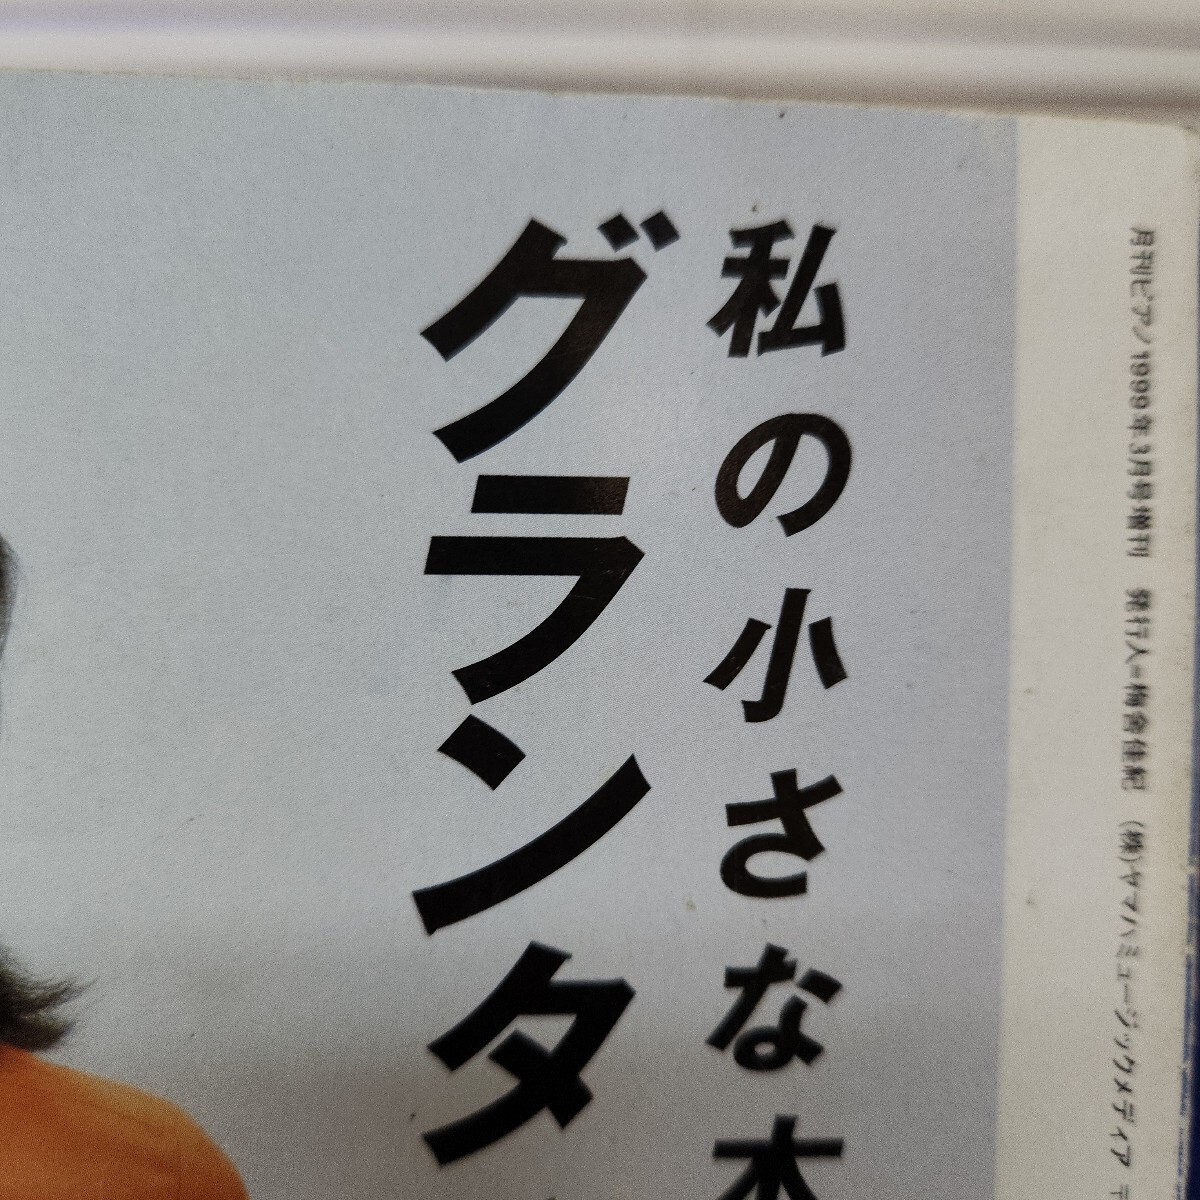 月刊ピアノ1999年3月号増刊 発行人=梅舎佳紀 (株)ヤマハミュージックメディア 〒
私の小さな木
グランタ